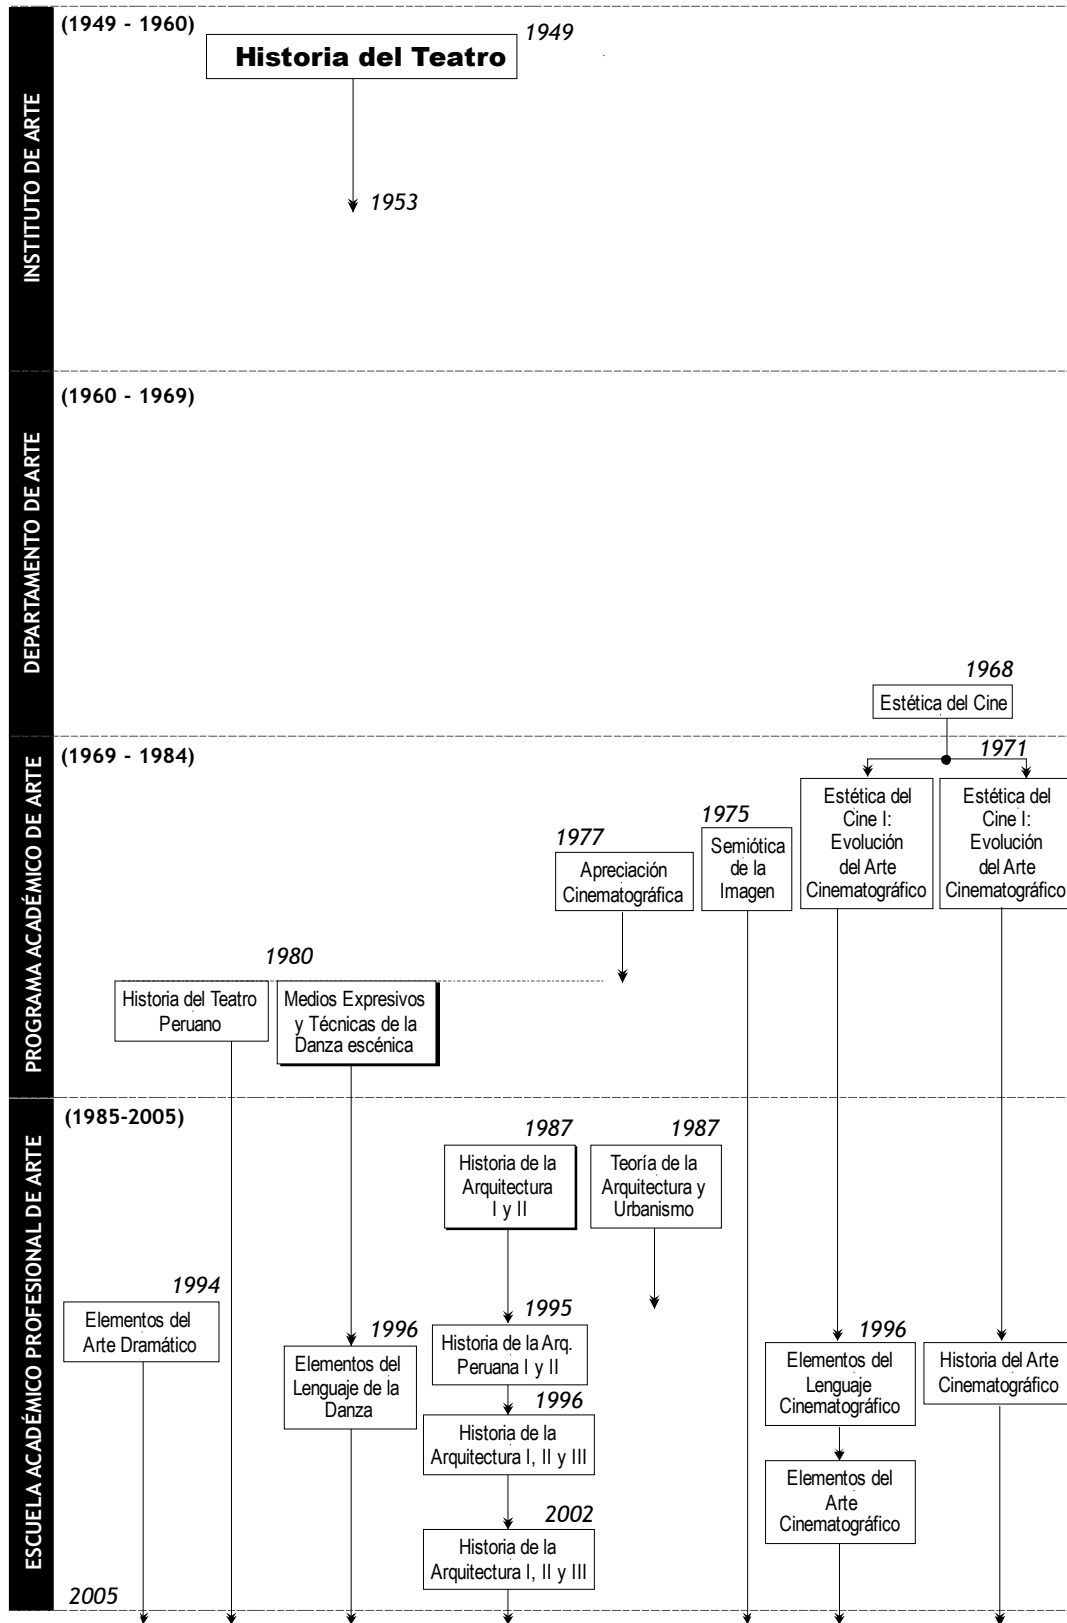 INSTITUTO DE ARTE
(1949 - 1960)
1949
Historia del Teatro
1953
DEPARTAMENTO DE ARTE
(1960 - 1969)
1968
Estética del Cine
PROGRAMA ACADÉMICO DE ARTE
(1969 - 1984)
1971
Estética del
Cine I:
Evolución
del Arte
Cinematográfico
Estética del
Cine I:
Evolución
del Arte
Cinematográfico
1975
Semiótica
de la
Imagen
1977
Apreciación
Cinematográfica
1980
Historia del Teatro
Peruano
Medios Expresivos
y Técnicas de la
Danza escénica
ESCUELA ACADÉMICO PROFESIONAL DE ARTE
(1985-2005)
1987
Historia de la
Arquitectura
I y II
1987
Teoría de la
Arquitectura y
Urbanismo
1994
Elementos del
Arte Dramático
1996
Elementos del
Lenguaje de la
Danza
1995
Historia de la Arq.
Peruana I y II
1996
Historia de la
Arquitectura I, II y III
2002
Historia de la
Arquitectura I, II y III
1996
Elementos del
Lenguaje
Cinematográfico
Elementos del
Arte
Cinematográfico
Historia del Arte
Cinematográfico
2005